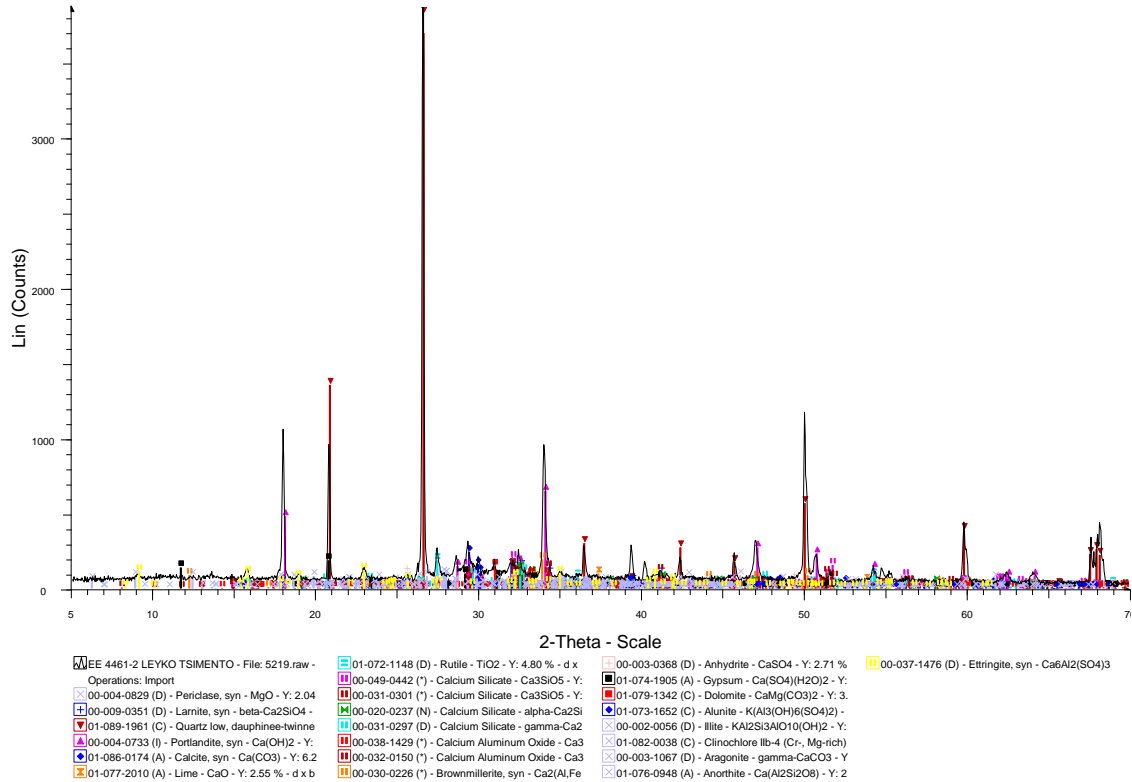 Lin (Counts)
3000
2000
1000
0
5 10 20 30 40 50 60 70
2-Theta - Scale
EE 4461-2 LEYKO TSIMENTO - File: 5219.raw -
Operations: Import
00-004-0829 (D) - Periclase, syn - MgO - Y: 2.04
00-009-0351 (D) - Larnite, syn - beta-Ca2SiO4 -
01-089-1961 (C) - Quartz low, dauphinee-twinne
00-004-0733 (I) - Portlandite, syn - Ca(OH)2 - Y:
01-086-0174 (A) - Calcite, syn - Ca(CO3) - Y: 6.2
01-077-2010 (A) - Lime - CaO - Y: 2.55 % - d x b
01-072-1148 (D) - Rutile - TiO2 - Y: 4.80 % - d x
00-049-0442 (*) - Calcium Silicate - Ca3SiO5 - Y:
00-031-0301 (*) - Calcium Silicate - Ca3SiO5 - Y:
00-020-0237 (N) - Calcium Silicate - alpha-Ca2Si
00-031-0297 (D) - Calcium Silicate - gamma-Ca2
00-038-1429 (*) - Calcium Aluminum Oxide - Ca3
00-032-0150 (*) - Calcium Aluminum Oxide - Ca3
00-030-0226 (*) - Brownmillerite, syn - Ca2(Al,Fe
00-003-0368 (D) - Anhydrite - CaSO4 - Y: 2.71 %
01-074-1905 (A) - Gypsum - Ca(SO4)(H2O)2 - Y:
01-079-1342 (C) - Dolomite - CaMg(CO3)2 - Y: 3.
01-073-1652 (C) - Alunite - K(Al3(OH)6(SO4)2) -
00-002-0056 (D) - Illite - KAl2Si3AlO10(OH)2 - Y:
01-082-0038 (C) - Clinochlore IIb-4 (Cr-, Mg-rich)
00-003-1067 (D) - Aragonite - gamma-CaCO3 - Y
01-076-0948 (A) - Anorthite - Ca(Al2Si2O8) - Y: 2
00-037-1476 (D) - Ettringite, syn - Ca6Al2(SO4)3